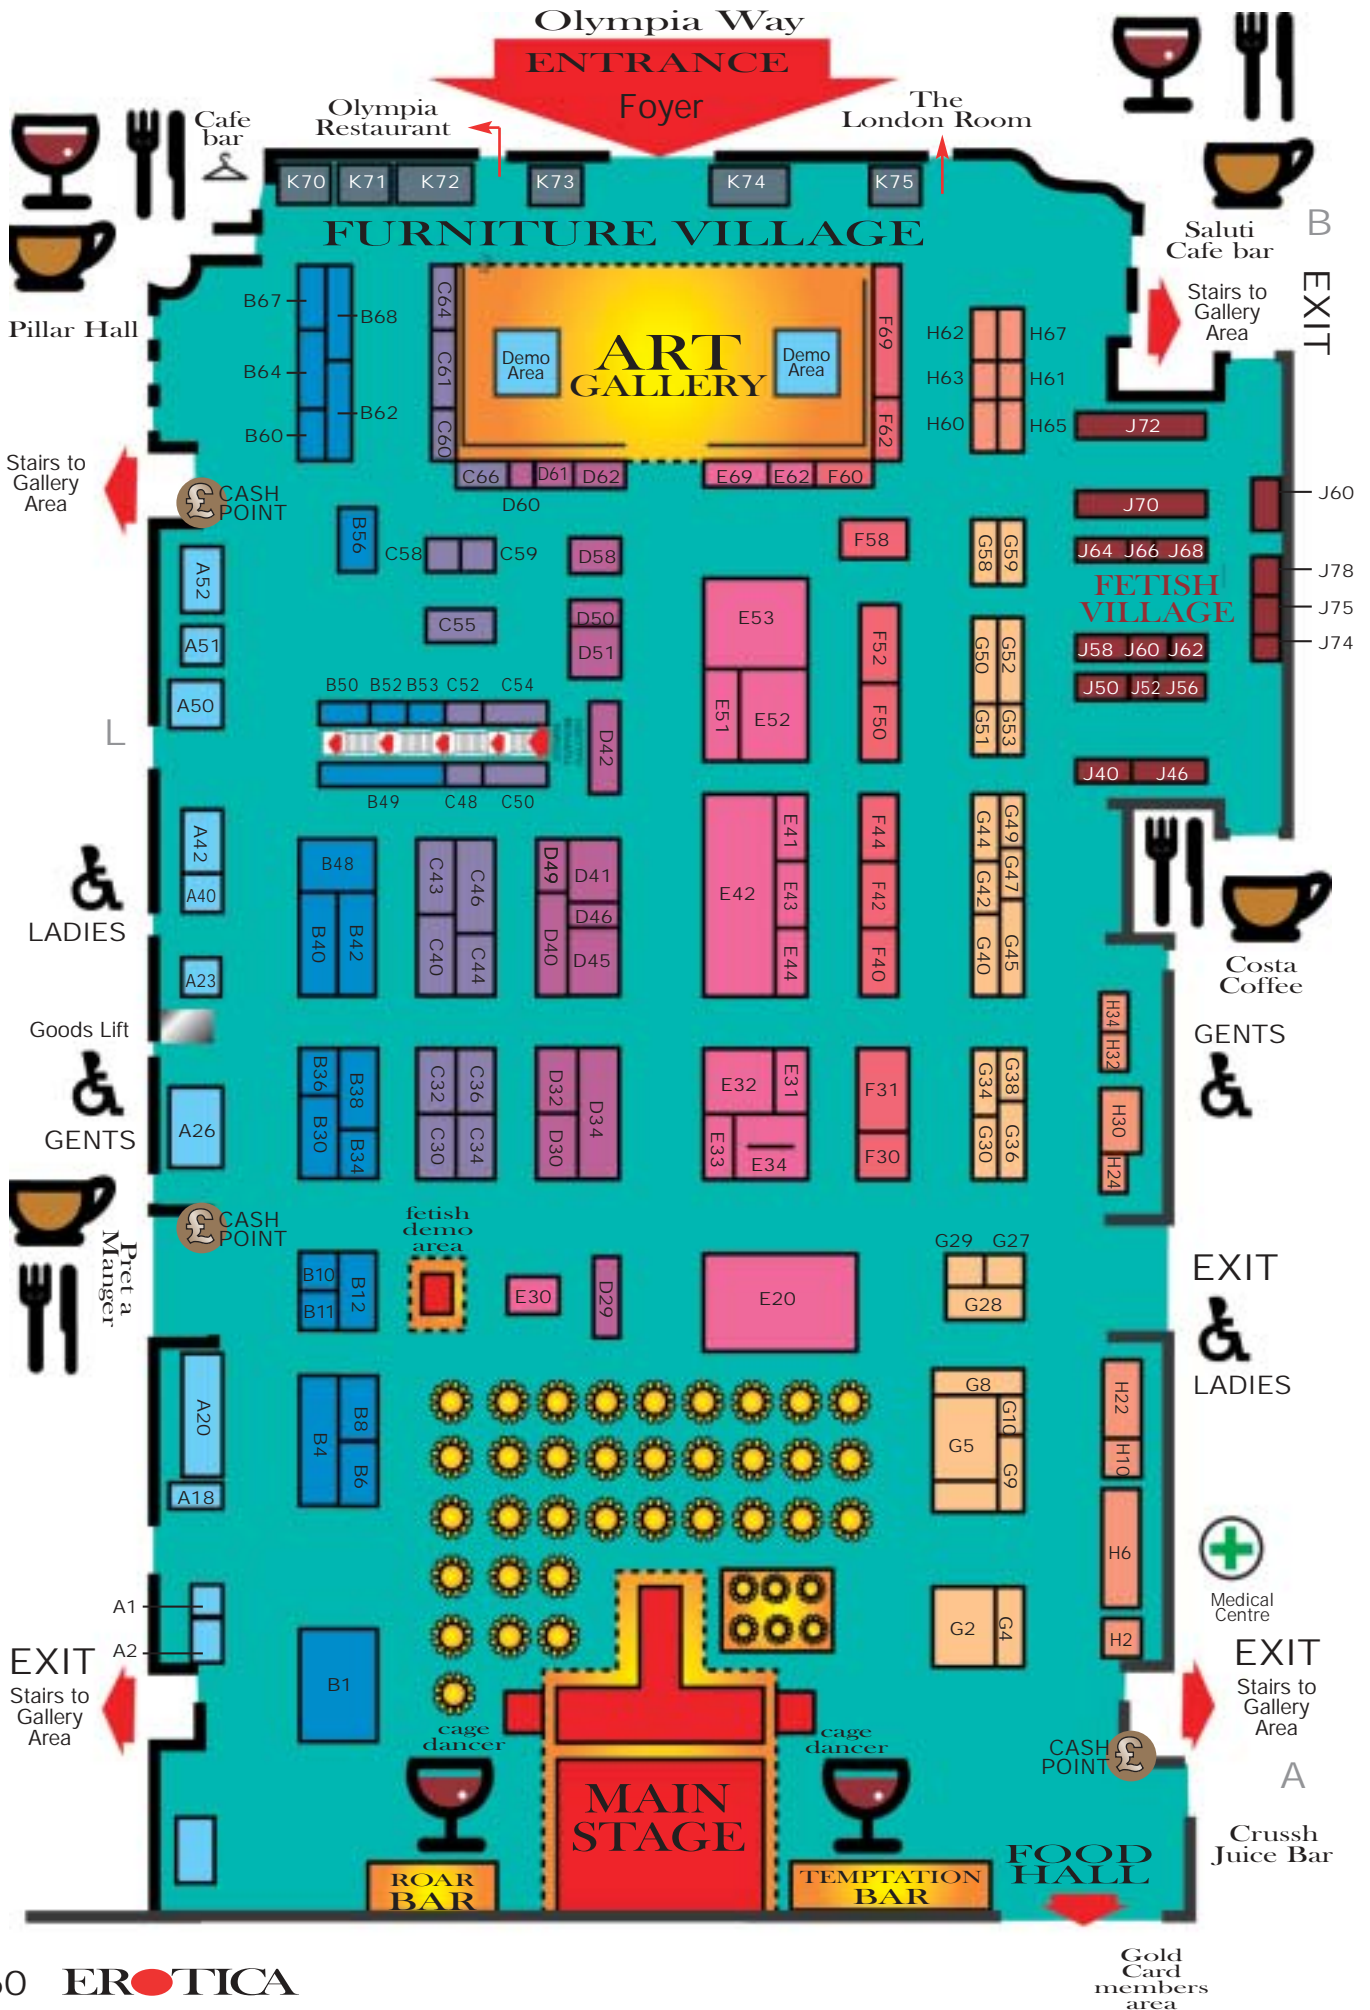 Olympia Way
ENTRANCE
Foyer
Olympia
Restaurant
The
London Room
Cafe
bar
K70
K71
K72
K73
K74
K75
FURNITURE VILLAGE
B
Saluti
Cafe bar
Stairs to
Gallery
Area
EXIT
Pillar Hall
B67
B68
B64
B62
B60
C64
C61
C60
Demo
Area
ART
GALLERY
Demo
Area
F69
F62
H62
H67
H63
H61
H60
H65
J72
C66
D61
D62
D60
E69
E62
F60
Stairs to
Gallery
Area
£
CASH
POINT
J70
J60
B56
C58
C59
D58
F58
G58
G59
J64
J66
J68
J78
FETISH
VILLAGE
J75
J74
A52
A51
A50
C55
D50
D51
E53
E51
E52
F52
F50
G50
G52
G51
G53
J58
J60
J62
J50
J52
J56
B50
B52
B53
C52
C54
L
D42
B49
C48
C50
J40
J46
A42
A40
A23
LADIES
B48
B40
B42
C43
C46
C40
C44
D49
D41
D46
D40
D45
E42
E41
E43
E44
F44
F42
F40
G44
G49
G47
G42
G40
G45
Costa
Coffee
Goods Lift
H34
H32
H30
H24
GENTS
GENTS
A26
B36
B38
B30
B34
C32
C36
C30
C34
D32
D34
D30
E32
E31
E33
E34
F31
F30
G34
G38
G30
G36
£
CASH
POINT
Pret a
Manger
fetish
demo
area
B10
B11
B12
E30
D29
E20
G29
G27
G28
EXIT
LADIES
A20
A18
B4
B8
B6
G8
G10
G5
G9
H22
H10
H6
H2
Medical
Centre
A1
A2
G2
G4
EXIT
Stairs to
Gallery
Area
B1
cage
dancer
cage
dancer
EXIT
Stairs to
Gallery
Area
CASH
POINT
£
A
MAIN
STAGE
ROAR
BAR
TEMPTATION
BAR
FOOD
HALL
Crussh
Juice Bar
Gold
Card
members
area
60
EROTICA